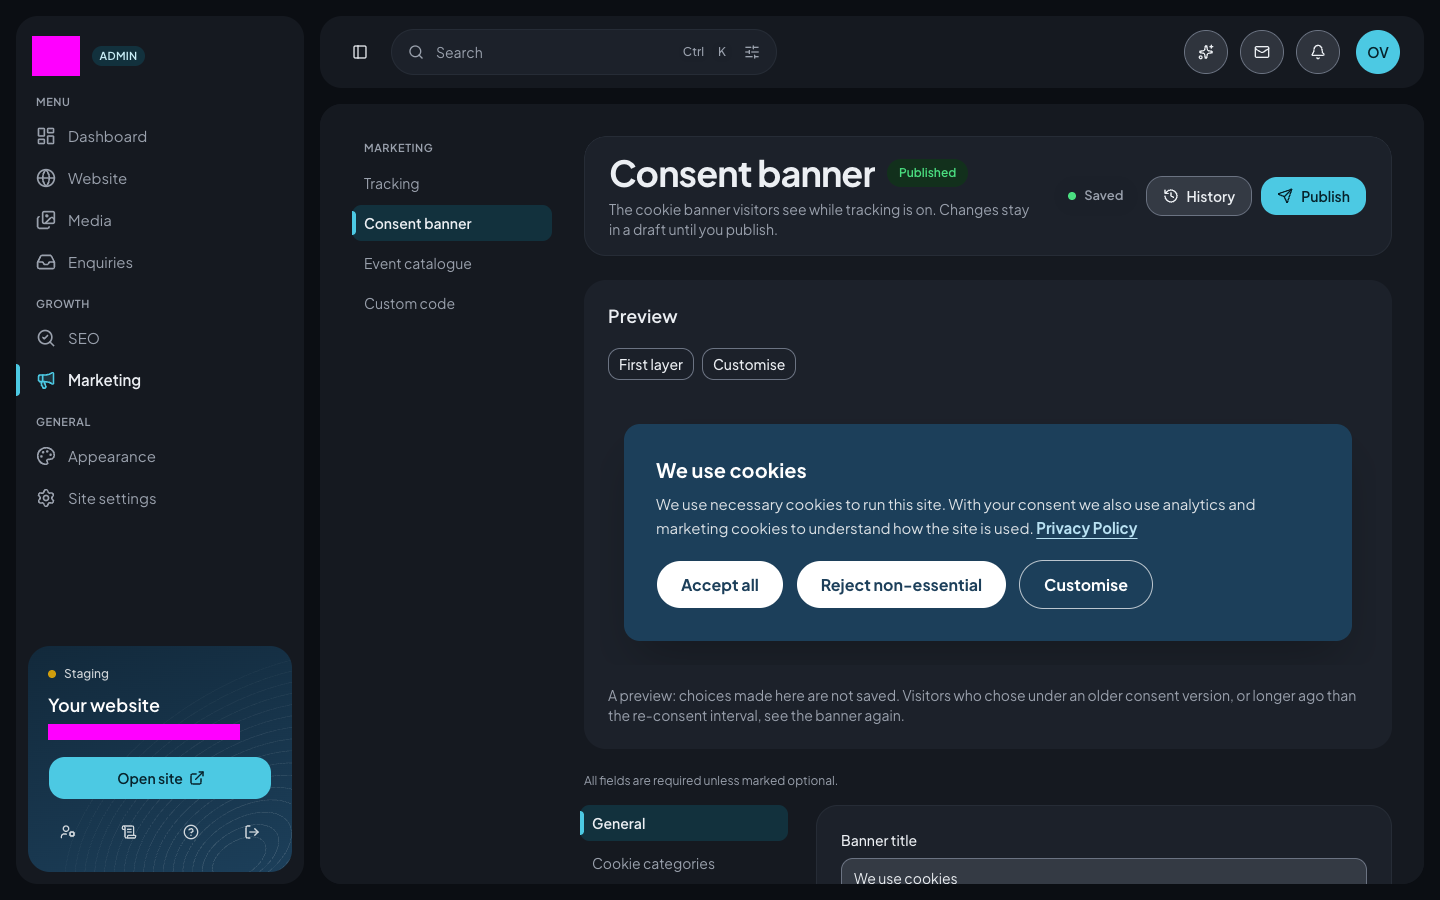 ADMIN
MENU
Dashboard
Website
Media
Enquiries
GROWTH
SEO
Marketing
GENERAL
Appearance
Site settings
Staging
Your website
Open site
Search
Ctrl K
OV
MARKETING
Tracking
Consent banner
Event catalogue
Custom code
Consent banner
Published
The cookie banner visitors see while tracking is on. Changes stay
in a draft until you publish.
Saved
History
Publish
Preview
First layer
Customise
We use cookies
We use necessary cookies to run this site. With your consent we also use analytics and
marketing cookies to understand how the site is used. Privacy Policy
Accept all
Reject non-essential
Customise
A preview: choices made here are not saved. Visitors who chose under an older consent version, or longer ago than
the re-consent interval, see the banner again.
All fields are required unless marked optional.
General
Cookie categories
Banner title
We use cookies